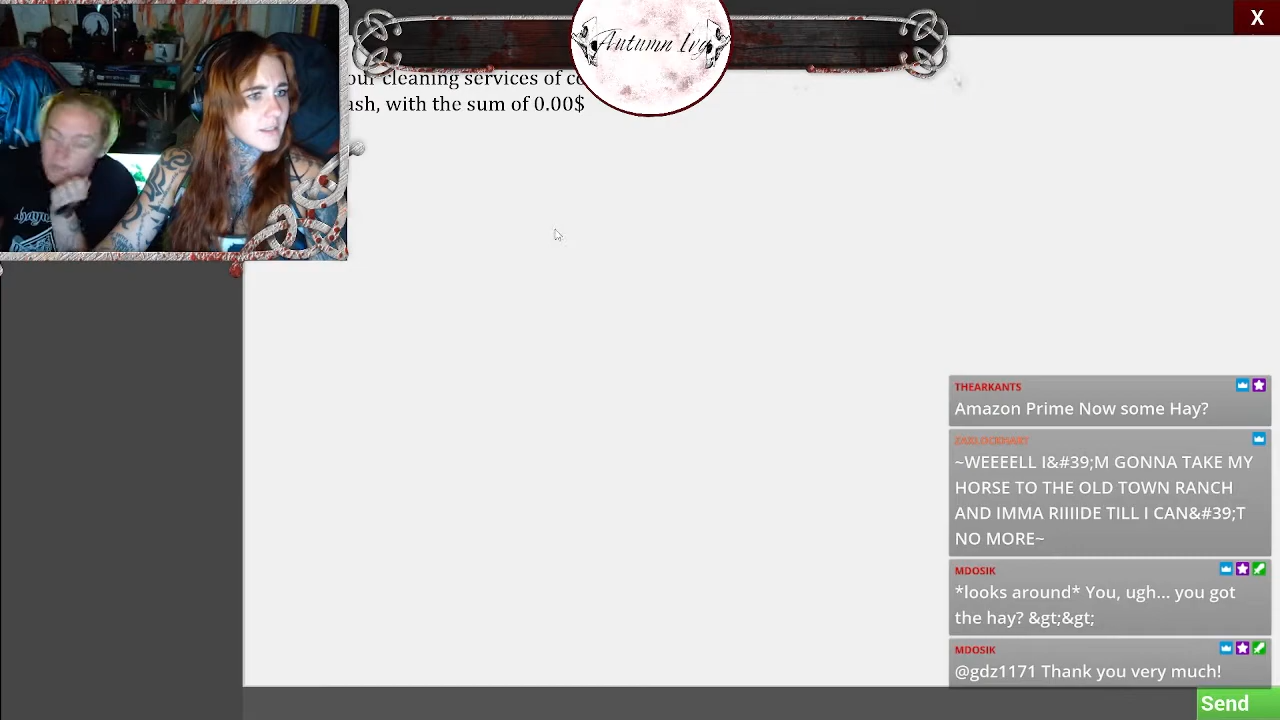 X
Autumn Ivy
our cleaning services of
ash, with the sum of 0.00$
THEARKANTS
Amazon Prime Now some Hay?
~WEEEELL I&#39;M GONNA TAKE MY
HORSE TO THE OLD TOWN RANCH
AND IMMA RIIIIDE TILL I CAN&#39;T
NO MORE~
MDOSIK
*looks around* You, ugh... you got
the hay? &gt;&gt;
MDOSIK
@gdz1171 Thank you very much!
Send